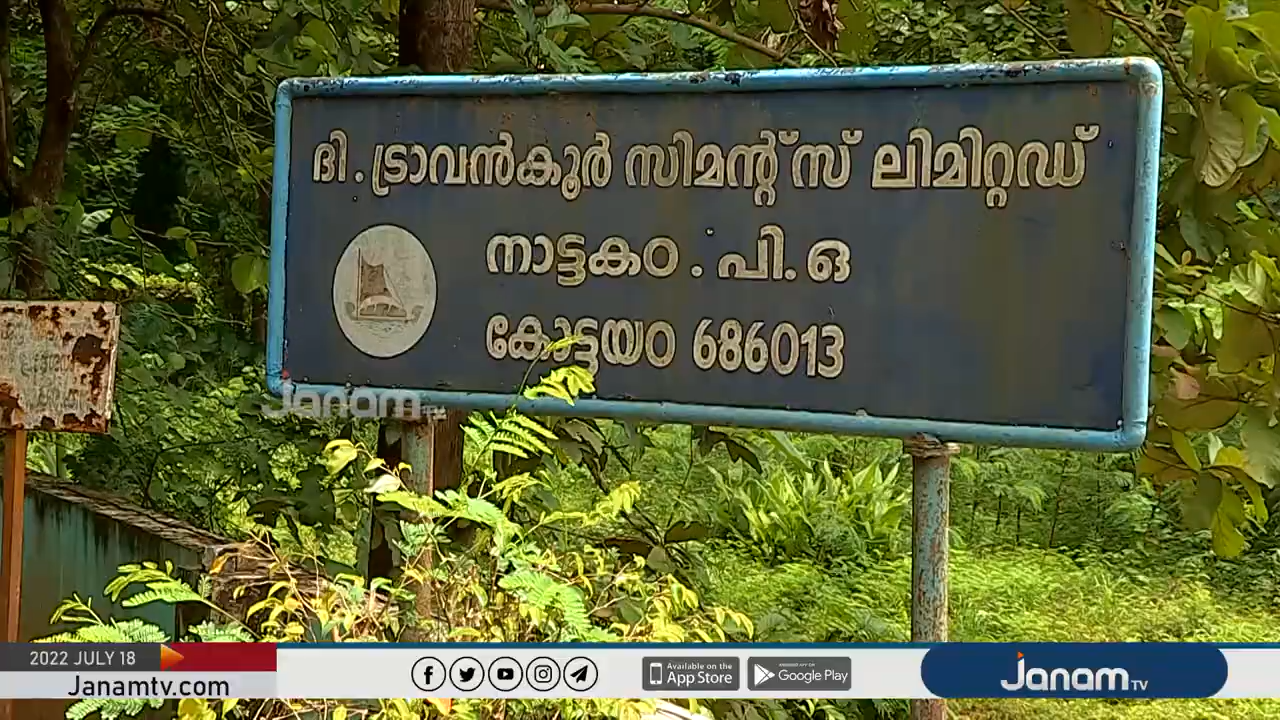 ദി. ട്രാവൻകൂർ സിമന്റ്സ് ലിമിറ്റഡ്
നാട്ടകം . പി. ഒ
കോട്ടയം 686013
Janam TV
2022 JULY 18
Janamtv.com
Available on the
App Store
Google Play
Janam TV